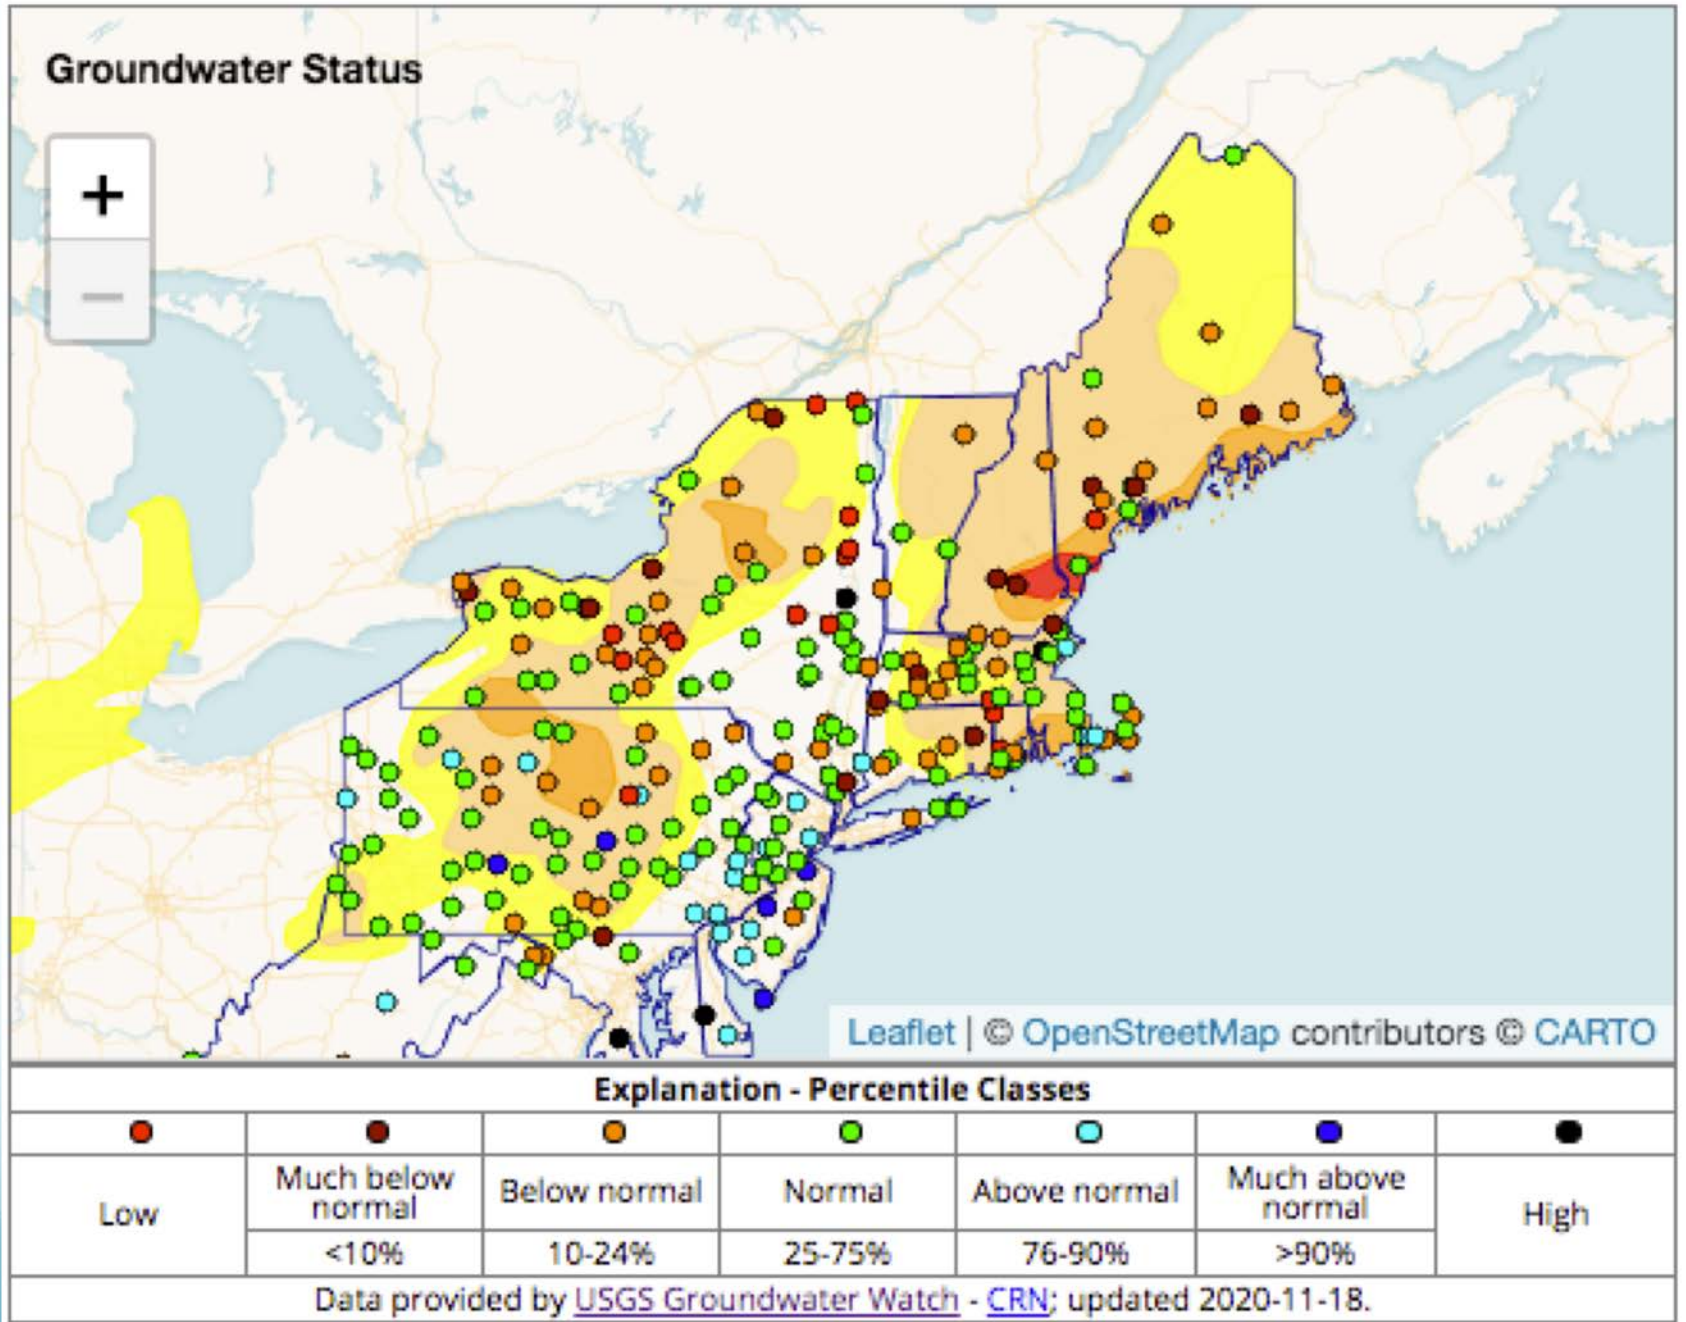 Groundwater Status
+
−
Leaflet | © OpenStreetMap contributors © CARTO
Explanation - Percentile Classes
Low
Much below normal
Below normal
Normal
Above normal
Much above normal
High
<10%
10-24%
25-75%
76-90%
>90%
Data provided by USGS Groundwater Watch - CRN; updated 2020-11-18.